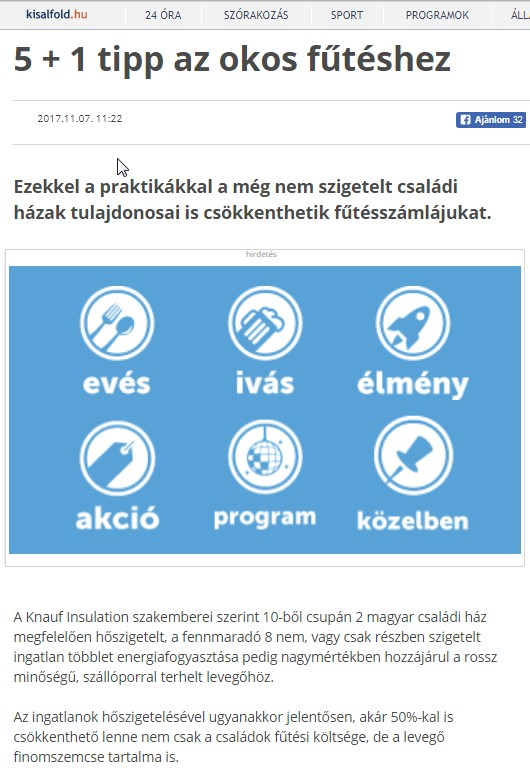 kisalfold.hu 24 ÓRA SZÓRAKOZÁS SPORT PROGRAMOK ÁLL
5 + 1 tipp az okos fűtéshez
2017.11.07. 11:22 Ajánlom 32
Ezekkel a praktikákkal a még nem szigetelt családi
házak tulajdonosai is csökkenthetik fűtésszámlájukat.
hirdetés
evés ivás élmény
akció program közelben
A Knauf Insulation szakemberei szerint 10-ből csupán 2 magyar családi ház
megfelelően hőszigetelt, a fennmaradó 8 nem, vagy csak részben szigetelt
ingatlan többlet energiafogyasztása pedig nagymértékben hozzájárul a rossz
minőségű, szállóporral terhelt levegőhöz.
Az ingatlanok hőszigetelésével ugyanakkor jelentősen, akár 50%-kal is
csökkenthető lenne nem csak a családok fűtési költsége, de a levegő
finomszemcse tartalma is.